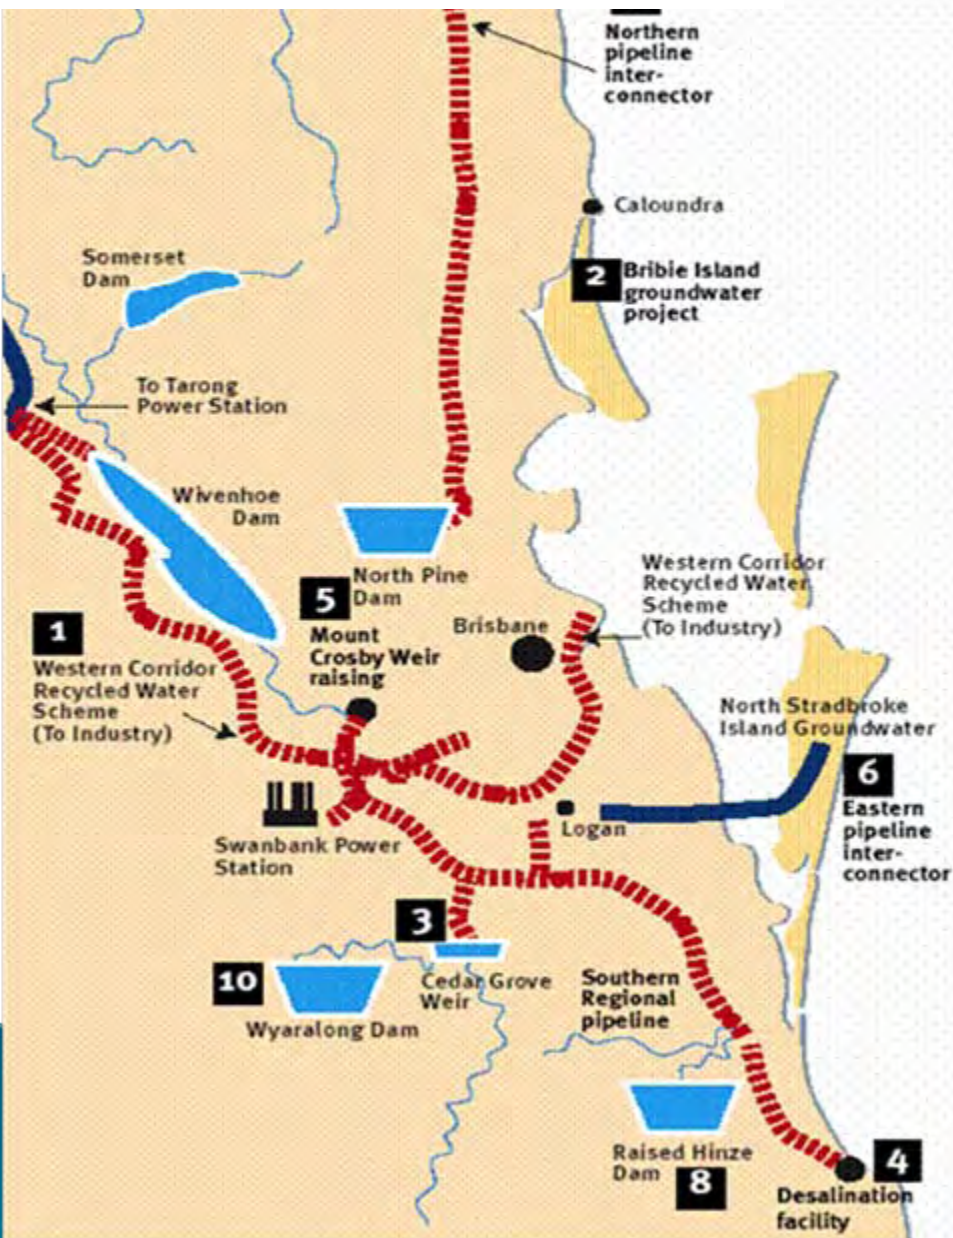 Northern
pipeline
inter-
connector
Caloundra
Somerset
Dam
2
Bribie Island
groundwater
project
To Tarong
Power Station
Wivenhoe
Dam
North Pine
Dam
5
Mount
Crosby Weir
raising
Brisbane
Western Corridor
Recycled Water
Scheme
(To Industry)
1
Western Corridor
Recycled Water
Scheme
(To Industry)
North Stradbroke
Island Groundwater
6
Eastern
pipeline
inter-
connector
Logan
Swanbank Power
Station
3
Cedar Grove
Weir
10
Wyaralong Dam
Southern
Regional
pipeline
Raised Hinze
Dam
8
4
Desalination
facility